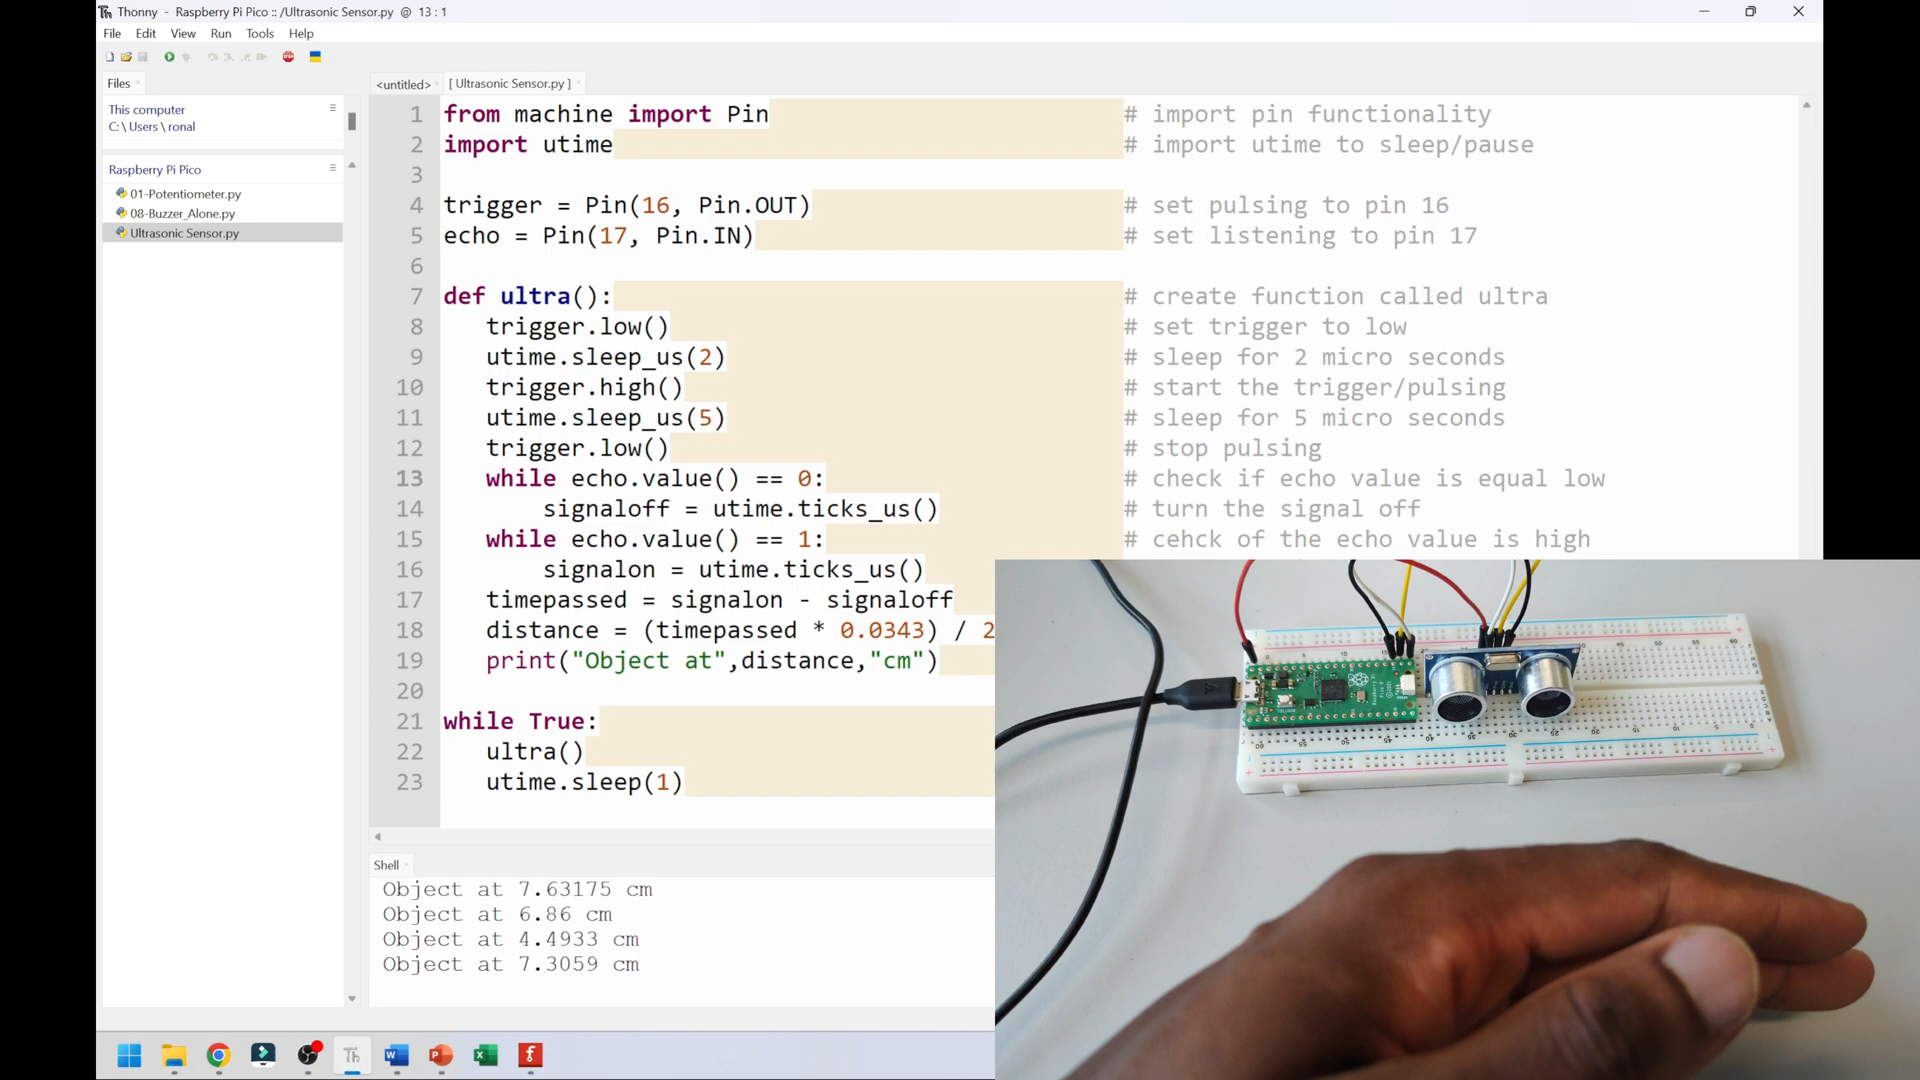 Thonny - Raspberry Pi Pico :: /Ultrasonic Sensor.py @ 13 : 1
File Edit View Run Tools Help
Files
<untitled>
[ Ultrasonic Sensor.py ]
This computer
C: \ Users \ ronal
Raspberry Pi Pico
01-Potentiometer.py
08-Buzzer_Alone.py
Ultrasonic Sensor.py
1 from machine import Pin # import pin functionality
2 import utime # import utime to sleep/pause
3
4 trigger = Pin(16, Pin.OUT) # set pulsing to pin 16
5 echo = Pin(17, Pin.IN) # set listening to pin 17
6
7 def ultra(): # create function called ultra
8 trigger.low() # set trigger to low
9 utime.sleep_us(2) # sleep for 2 micro seconds
10 trigger.high() # start the trigger/pulsing
11 utime.sleep_us(5) # sleep for 5 micro seconds
12 trigger.low() # stop pulsing
13 while echo.value() == 0: # check if echo value is equal low
14 signaloff = utime.ticks_us() # turn the signal off
15 while echo.value() == 1: # cehck of the echo value is high
16 signalon = utime.ticks_us()
17 timepassed = signalon - signaloff
18 distance = (timepassed * 0.0343) / 2
19 print("Object at",distance,"cm")
20
21 while True:
22 ultra()
23 utime.sleep(1)
Shell
Object at 7.63175 cm
Object at 6.86 cm
Object at 4.4933 cm
Object at 7.3059 cm